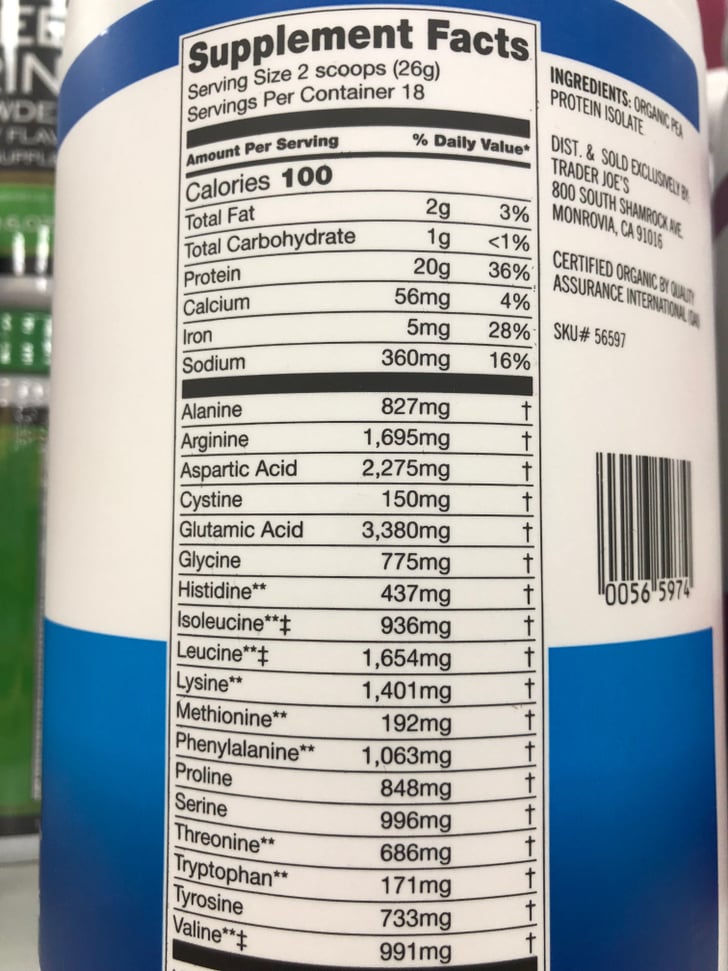 Supplement Facts
Serving Size 2 scoops (26g)
Servings Per Container 18
Amount Per Serving % Daily Value*
Calories 100
Total Fat 2g 3%
Total Carbohydrate 1g <1%
Protein 20g 36%
Calcium 56mg 4%
Iron 5mg 28%
Sodium 360mg 16%
Alanine 827mg †
Arginine 1,695mg †
Aspartic Acid 2,275mg †
Cystine 150mg †
Glutamic Acid 3,380mg †
Glycine 775mg †
Histidine** 437mg †
Isoleucine**‡ 936mg †
Leucine**‡ 1,654mg †
Lysine** 1,401mg †
Methionine** 192mg †
Phenylalanine** 1,063mg †
Proline 848mg †
Serine 996mg †
Threonine** 686mg †
Tryptophan** 171mg †
Tyrosine 733mg †
Valine**‡ 991mg †
INGREDIENTS: ORGANIC PEA
PROTEIN ISOLATE
DIST. & SOLD EXCLUSIVELY BY:
TRADER JOE'S
800 SOUTH SHAMROCK AVE.
MONROVIA, CA 91016
CERTIFIED ORGANIC BY QUALITY
ASSURANCE INTERNATIONAL
SKU# 56597
0056 5974